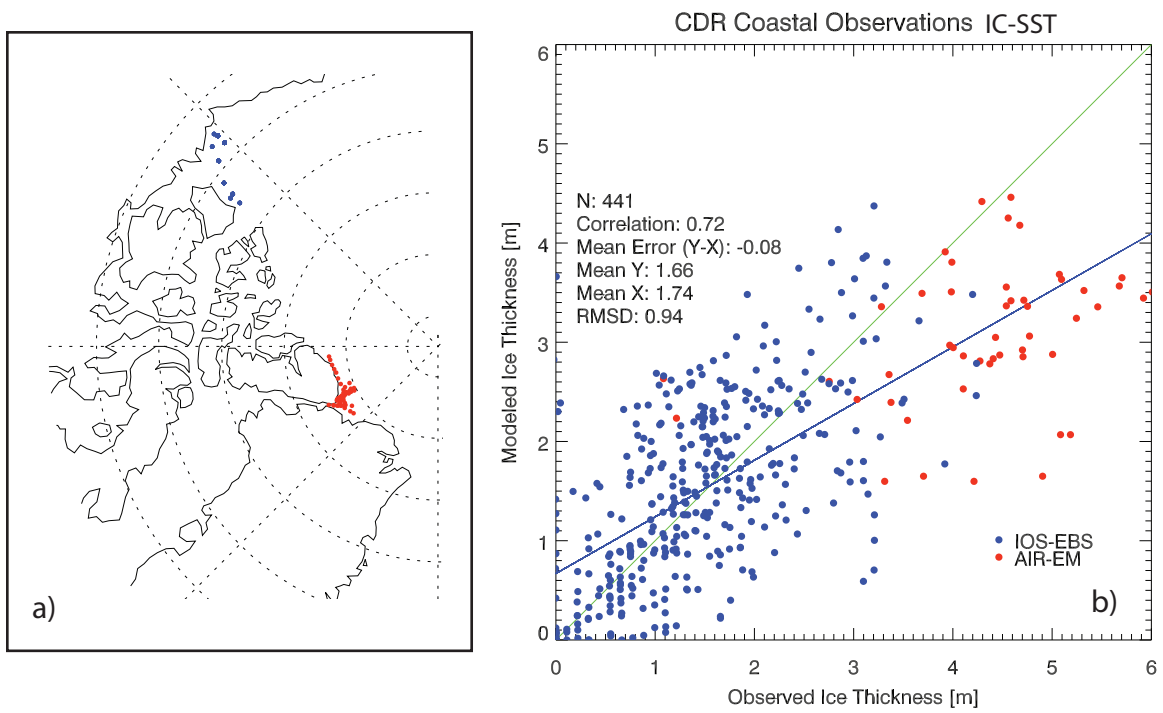 a)
CDR Coastal Observations IC-SST
Modeled Ice Thickness [m]
6
5
4
3
2
1
0
N: 441
Correlation: 0.72
Mean Error (Y-X): -0.08
Mean Y: 1.66
Mean X: 1.74
RMSD: 0.94
IOS-EBS
AIR-EM
b)
0 1 2 3 4 5 6
Observed Ice Thickness [m]